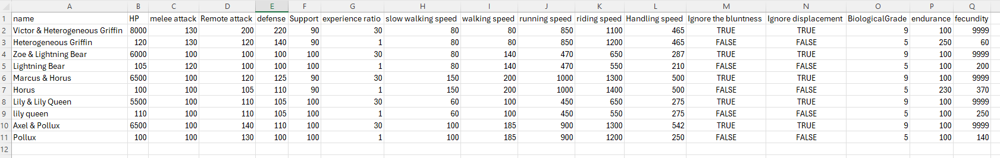 A B C D E F G H I J K L M N O P Q
1 name HP melee attack Remote attack defense Support experience ratio slow walking speed walking speed running speed riding speed Handling speed Ignore the bluntness Ignore displacement BiologicalGrade endurance fecundity
2 Victor & Heterogeneous Griffin 8000 130 200 220 90 30 80 80 850 1100 465 TRUE TRUE 9 100 9999
3 Heterogeneous Griffin 120 130 120 140 90 1 80 80 850 1200 465 FALSE FALSE 5 250 60
4 Zoe & Lightning Bear 6000 100 100 100 100 30 80 140 470 650 287 TRUE TRUE 9 100 9999
5 Lightning Bear 105 120 100 100 100 1 80 140 470 550 210 FALSE FALSE 5 100 200
6 Marcus & Horus 6500 100 120 125 90 30 150 200 1000 1300 500 TRUE TRUE 9 100 9999
7 Horus 100 100 105 110 90 1 150 200 1000 1400 500 FALSE FALSE 5 230 370
8 Lily & Lily Queen 5500 100 110 105 100 30 60 100 450 650 275 TRUE TRUE 9 100 9999
9 lily queen 110 100 110 105 100 1 60 100 450 550 275 FALSE FALSE 5 100 250
10 Axel & Pollux 6500 100 140 110 100 30 100 185 900 1300 542 TRUE TRUE 9 100 9999
11 Pollux 100 100 130 100 100 1 100 185 900 1200 250 FALSE FALSE 5 100 140
12